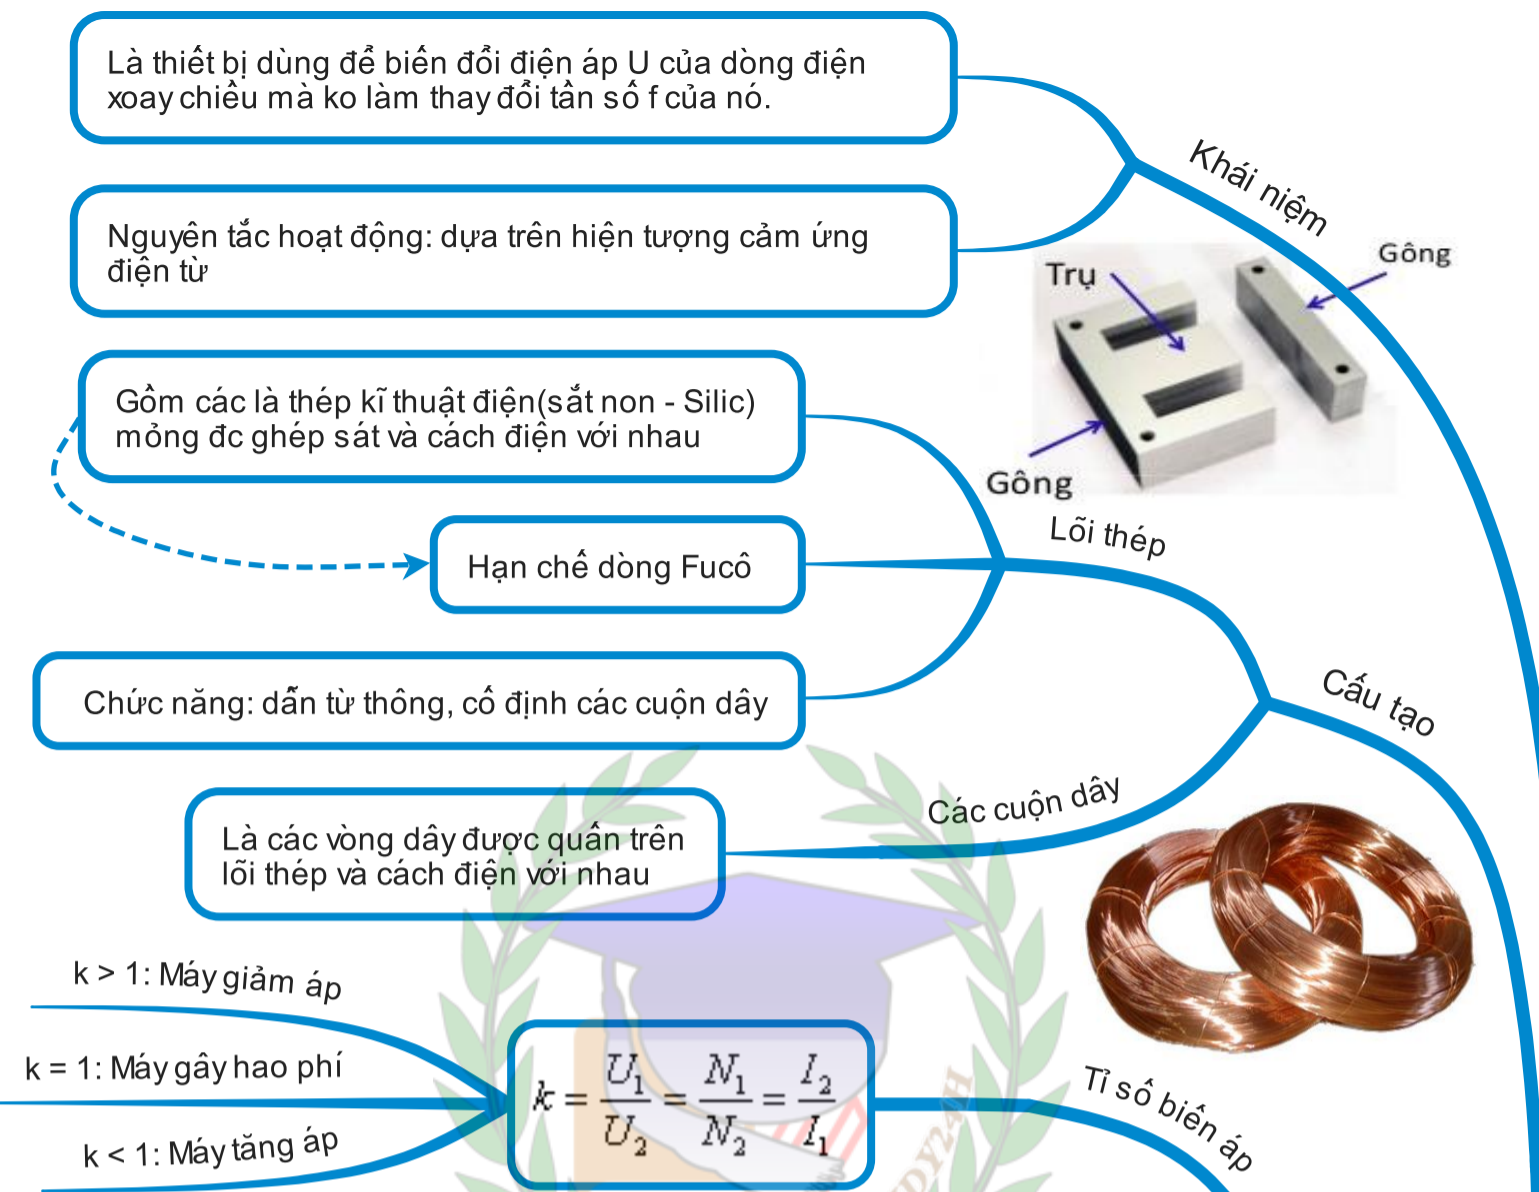 Là thiết bị dùng để biến đổi điện áp U của dòng điện
xoay chiều mà ko làm thay đổi tần số f của nó.
Khái niệm
Nguyên tắc hoạt động: dựa trên hiện tượng cảm ứng
điện từ
Trụ
Gông
Gông
Gồm các là thép kĩ thuật điện(sắt non - Silic)
mỏng đc ghép sát và cách điện với nhau
Lõi thép
Hạn chế dòng Fucô
Chức năng: dẫn từ thông, cố định các cuộn dây
Cấu tạo
Các cuộn dây
Là các vòng dây được quấn trên
lõi thép và cách điện với nhau
k > 1: Máy giảm áp
k = 1: Máy gây hao phí
k < 1: Máy tăng áp
k = U₁/U₂ = N₁/N₂ = I₂/I₁
Tỉ số biến áp
DY24H